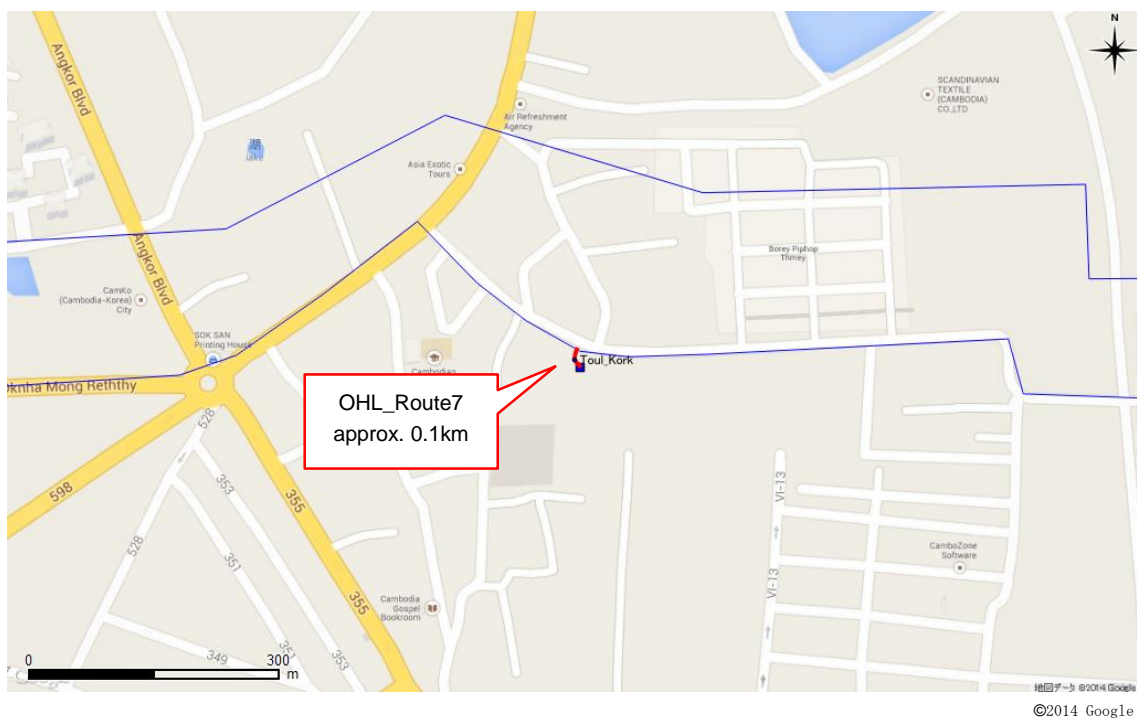 N
Angkor Blvd
SCANDINAVIAN
TEXTILE
(CAMBODIA)
CO.,LTD
Air Refreshment
Agency
湖
lake
Asia Exotic
Tours
Angkor Blvd
Borey Piphop
Thmey
CamKo
(Cambodia-Korea)
City
SOK SAN
Printing House
Toul_Kork
Cambodian
Oknha Mong Reththy
OHL_Route7
approx. 0.1km
528
598
353
355
VI-13
528
351
CamboZone
Software
VI-13
355
Cambodia
Gospel
Bookroom
351
353
349
0
300
m
地図データ ©2014 Google
©2014 Google